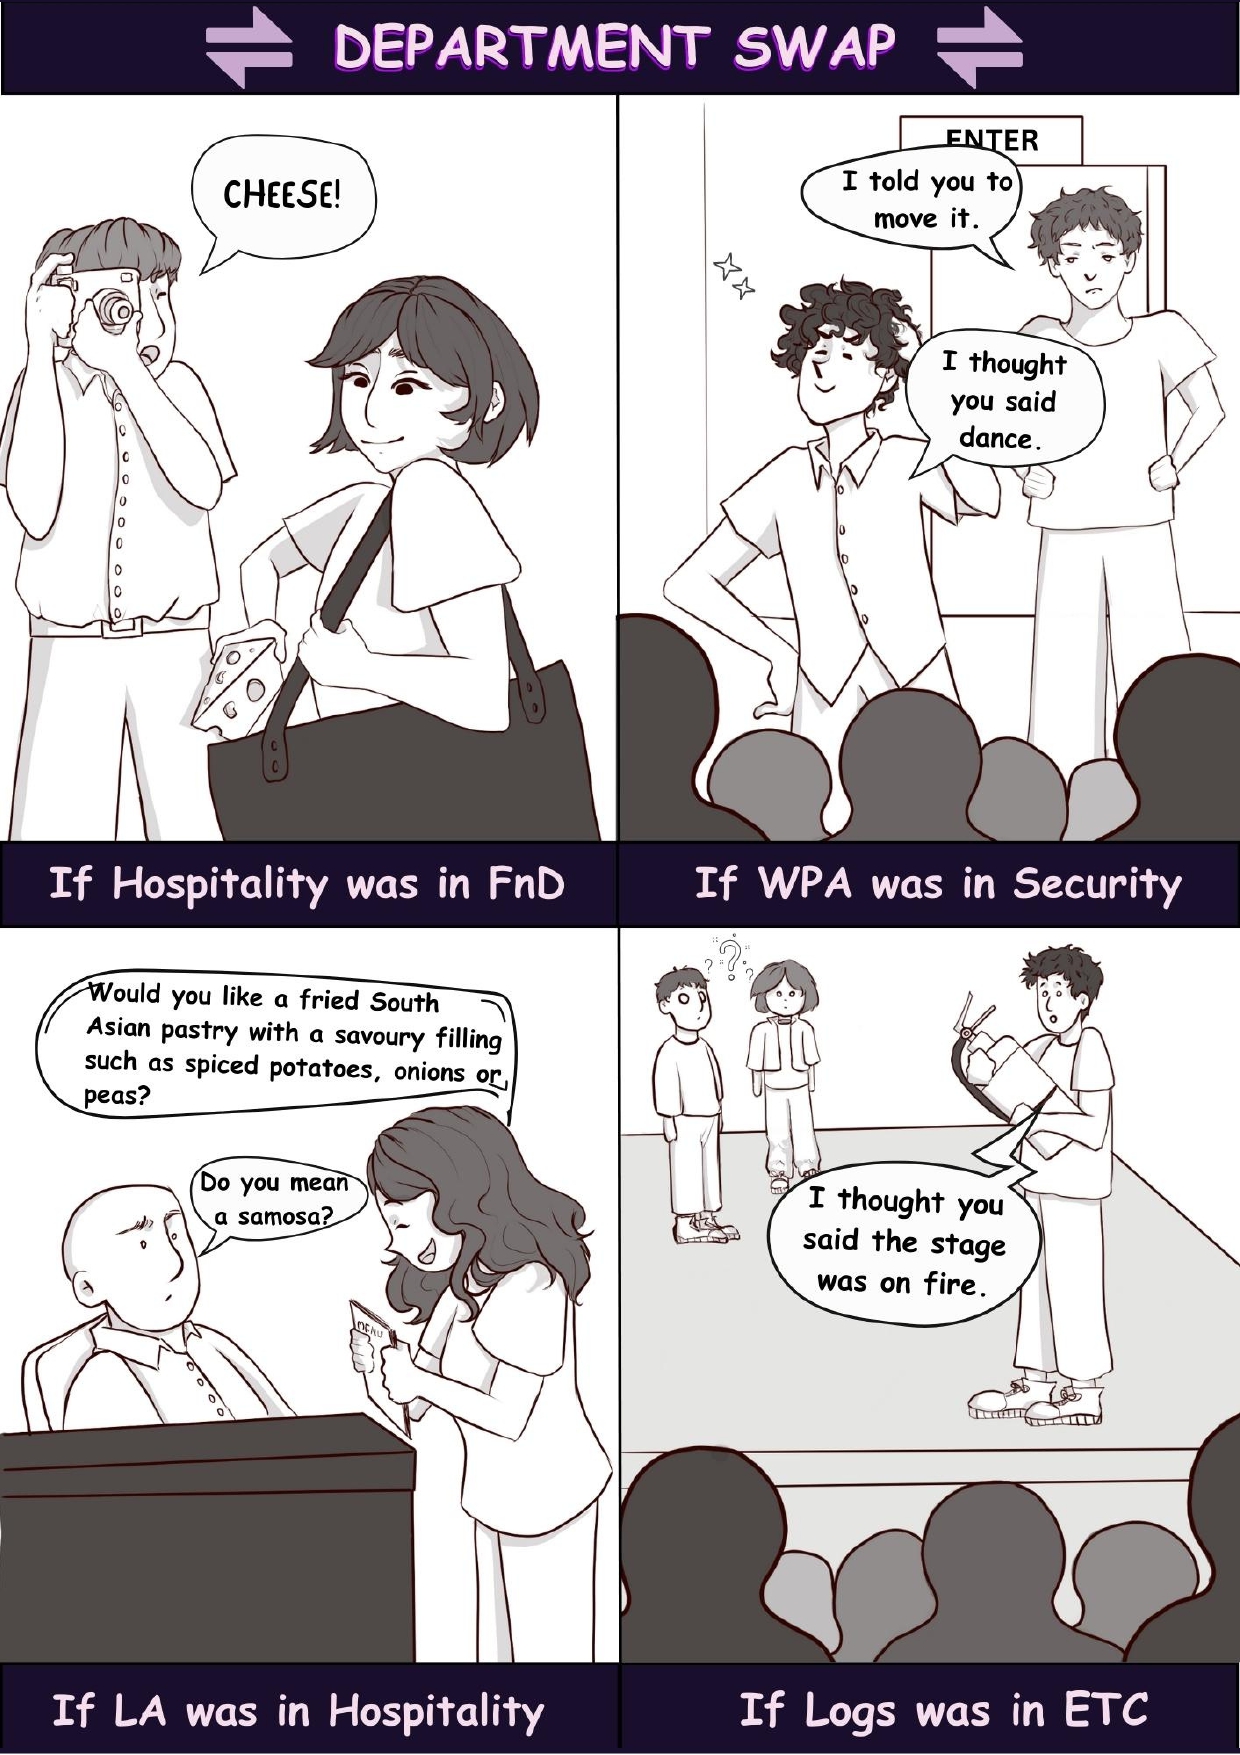 DEPARTMENT SWAP
CHEESE!
If Hospitality was in FnD
ENTER
I told you to
move it.
I thought
you said
dance.
If WPA was in Security
Would you like a fried South
Asian pastry with a savoury filling
such as spiced potatoes, onions or
peas?
Do you mean
a samosa?
MENU
If LA was in Hospitality
???
I thought you
said the stage
was on fire.
If Logs was in ETC